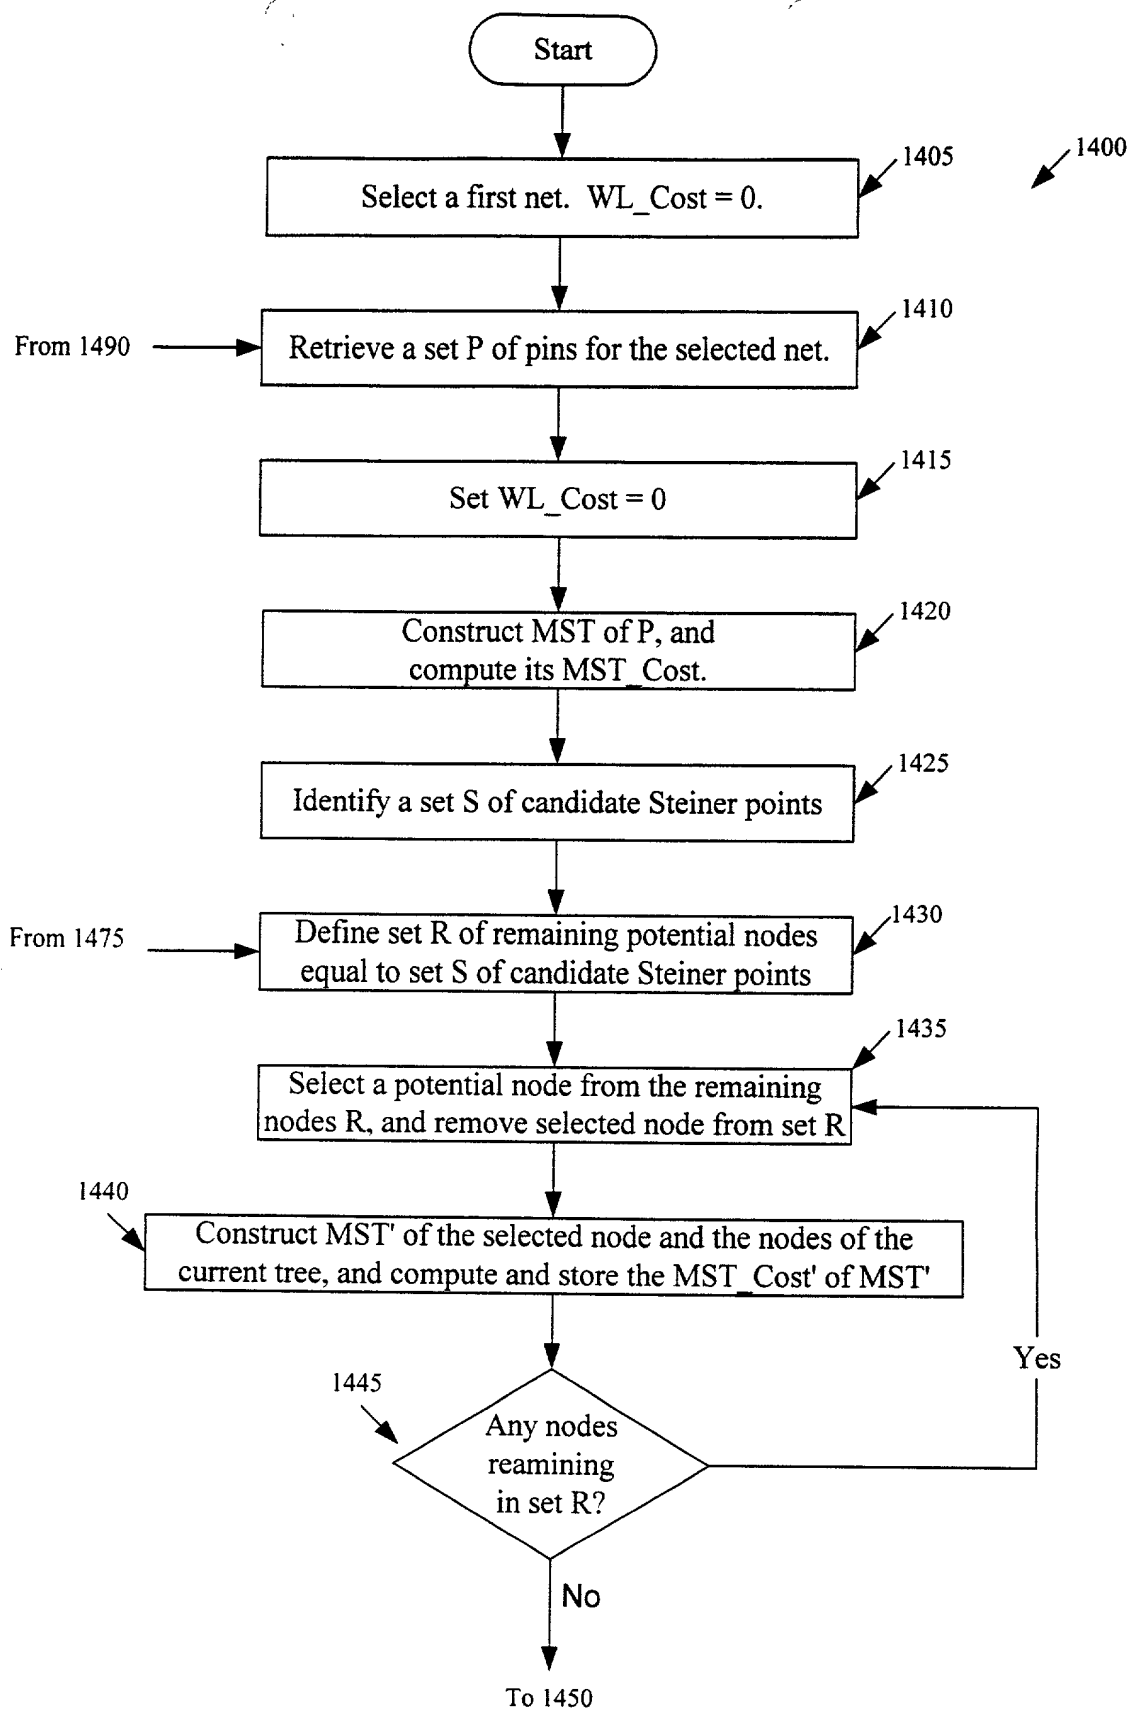 Start
1405
1400
Select a first net. WL_Cost = 0.
1410
From 1490
Retrieve a set P of pins for the selected net.
1415
Set WL_Cost = 0
1420
Construct MST of P, and
compute its MST_Cost.
1425
Identify a set S of candidate Steiner points
1430
From 1475
Define set R of remaining potential nodes
equal to set S of candidate Steiner points
1435
Select a potential node from the remaining
nodes R, and remove selected node from set R
1440
Construct MST' of the selected node and the nodes of the
current tree, and compute and store the MST_Cost' of MST'
Yes
1445
Any nodes
reamining
in set R?
No
To 1450